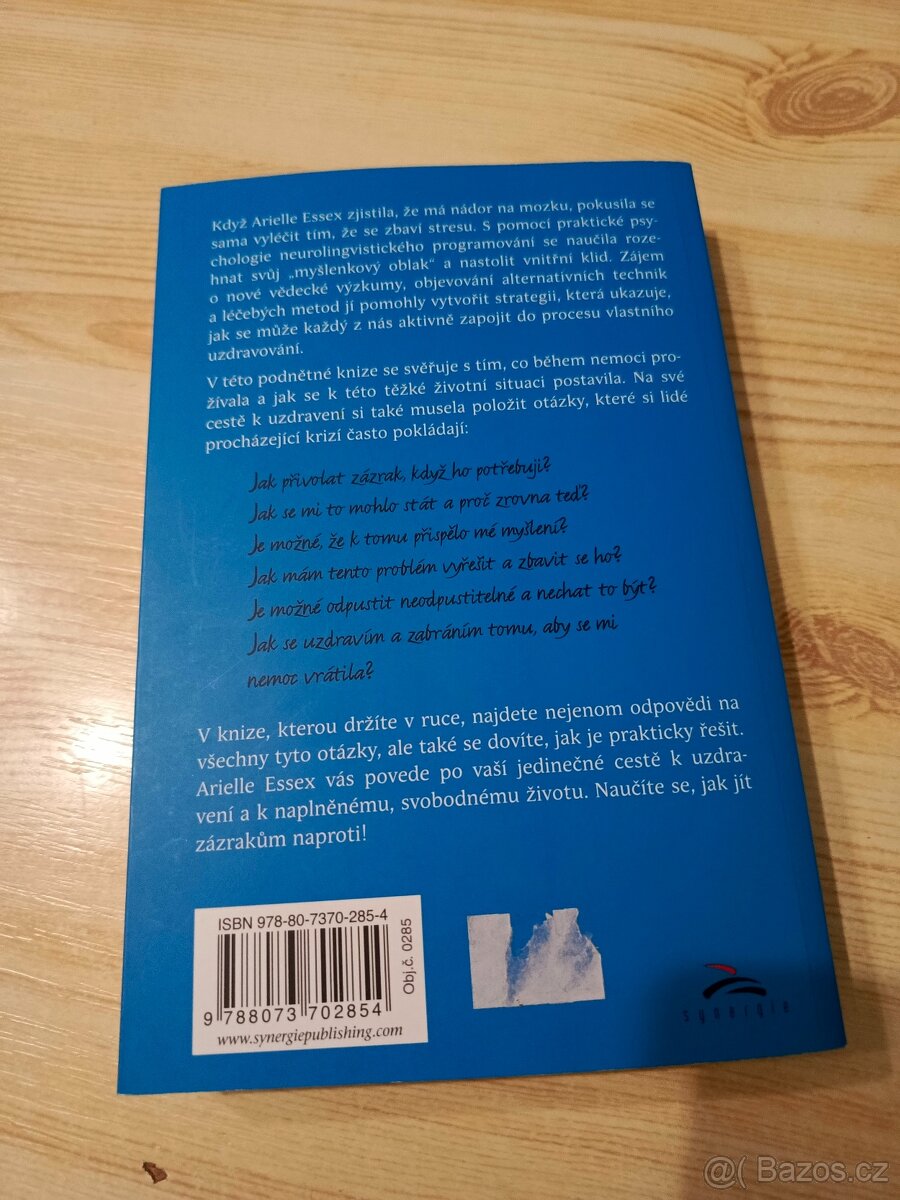 Když Arielle Essex zjistila, že má nádor na mozku, pokusila se
sama vyléčit tím, že se zbaví stresu. S pomocí praktické psy-
chologie neurolingvistického programování se naučila roze-
hnat svůj „myšlenkový oblak“ a nastolit vnitřní klid. Zájem
o nové vědecké výzkumy, objevování alternativních technik
a léčebých metod jí pomohly vytvořit strategii, která ukazuje,
jak se může každý z nás aktivně zapojit do procesu vlastního
uzdravování.
V této podnětné knize se svěřuje s tím, co během nemoci pro-
žívala a jak se k této těžké životní situaci postavila. Na své
cestě k uzdravení si také musela položit otázky, které si lidé
procházející krizí často pokládají:
Jak přivolat zázrak, když ho potřebuji?
Jak se mi to mohlo stát a proč zrovna teď?
Je možné, že k tomu přispělo mé myšlení?
Jak mám tento problém vyřešit a zbavit se ho?
Je možné odpustit neodpustitelné a nechat to být?
Jak se uzdravím a zabráním tomu, aby se mi
nemoc vrátila?
V knize, kterou držíte v ruce, najdete nejenom odpovědi na
všechny tyto otázky, ale také se dovíte, jak je prakticky řešit.
Arielle Essex vás povede po vaší jedinečné cestě k uzdra-
vení a k naplněnému, svobodnému životu. Naučíte se, jak jít
zázrakům naproti!
ISBN 978-80-7370-285-4
Obj.č. 0285
9 788073 702854
www.synergiepublishing.com
synergie
@( Bazos.cz